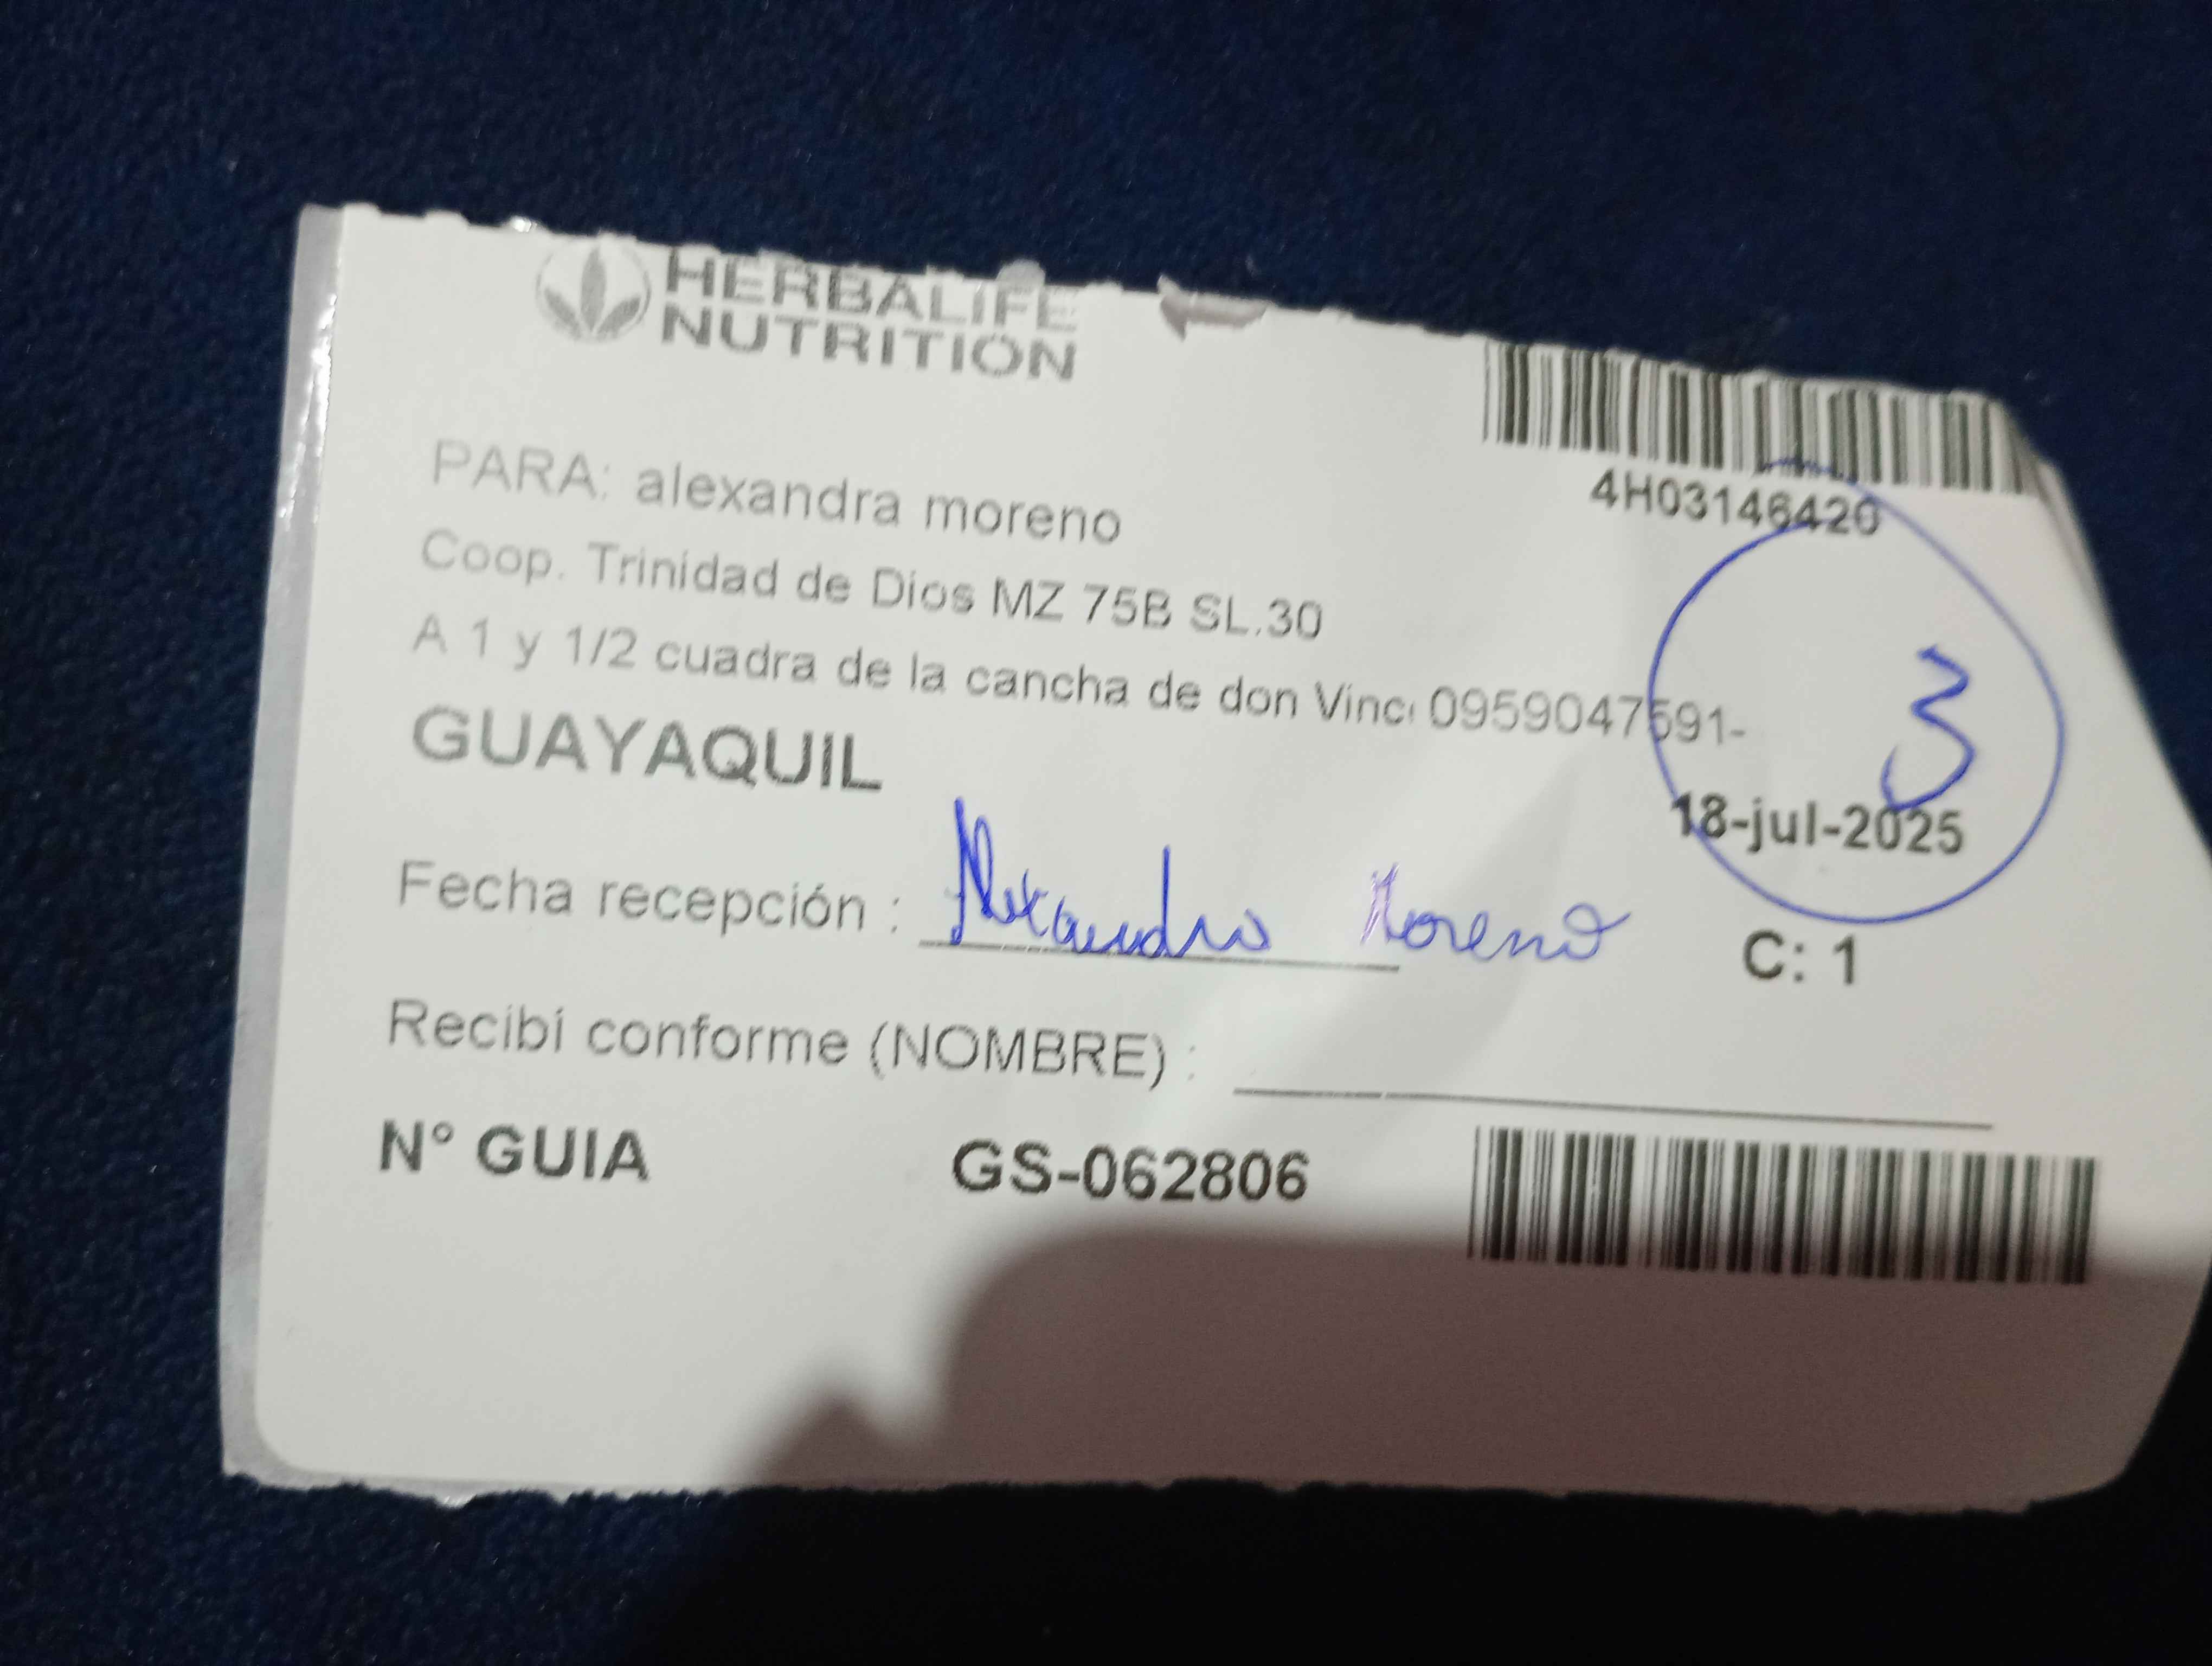 HERBALIFE
NUTRITION
4H03146420
PARA: alexandra moreno
Coop. Trinidad de Dios MZ 75B SL.30
A 1 y 1/2 cuadra de la cancha de don Vinc 0959047591-
3
GUAYAQUIL
18-jul-2025
Fecha recepción : Alexandra Moreno
C: 1
Recibí conforme (NOMBRE) :
N° GUIA GS-062806